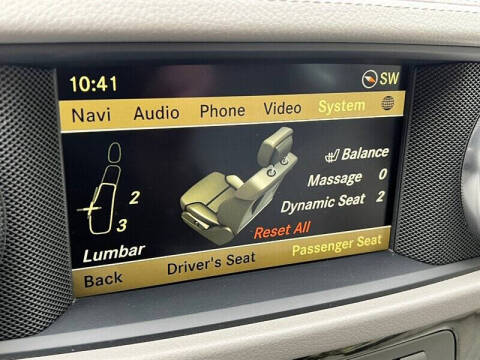 10:41 SW
Navi Audio Phone Video System
Balance
Massage 0
2 Dynamic Seat 2
3
Reset All
Lumbar
Back Driver's Seat Passenger Seat